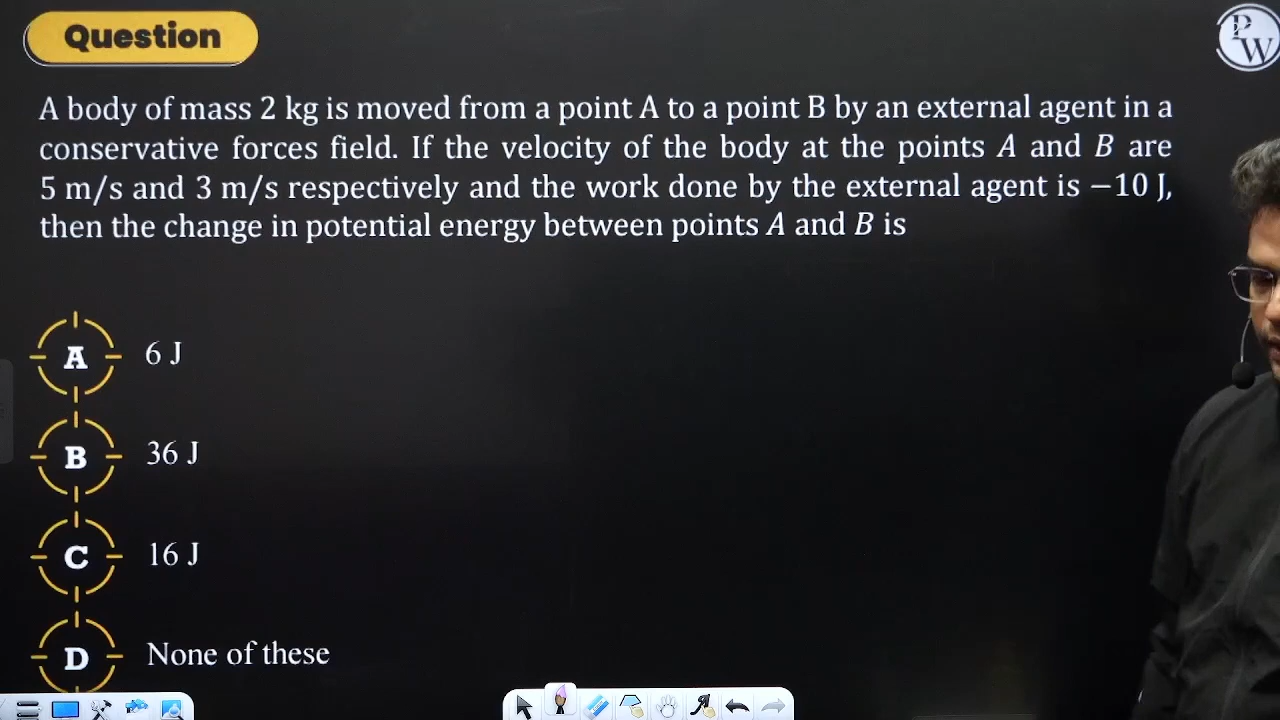 Question
PW
A body of mass 2 kg is moved from a point A to a point B by an external agent in a
conservative forces field. If the velocity of the body at the points A and B are
5 m/s and 3 m/s respectively and the work done by the external agent is −10 J,
then the change in potential energy between points A and B is
A 6 J
B 36 J
C 16 J
D None of these